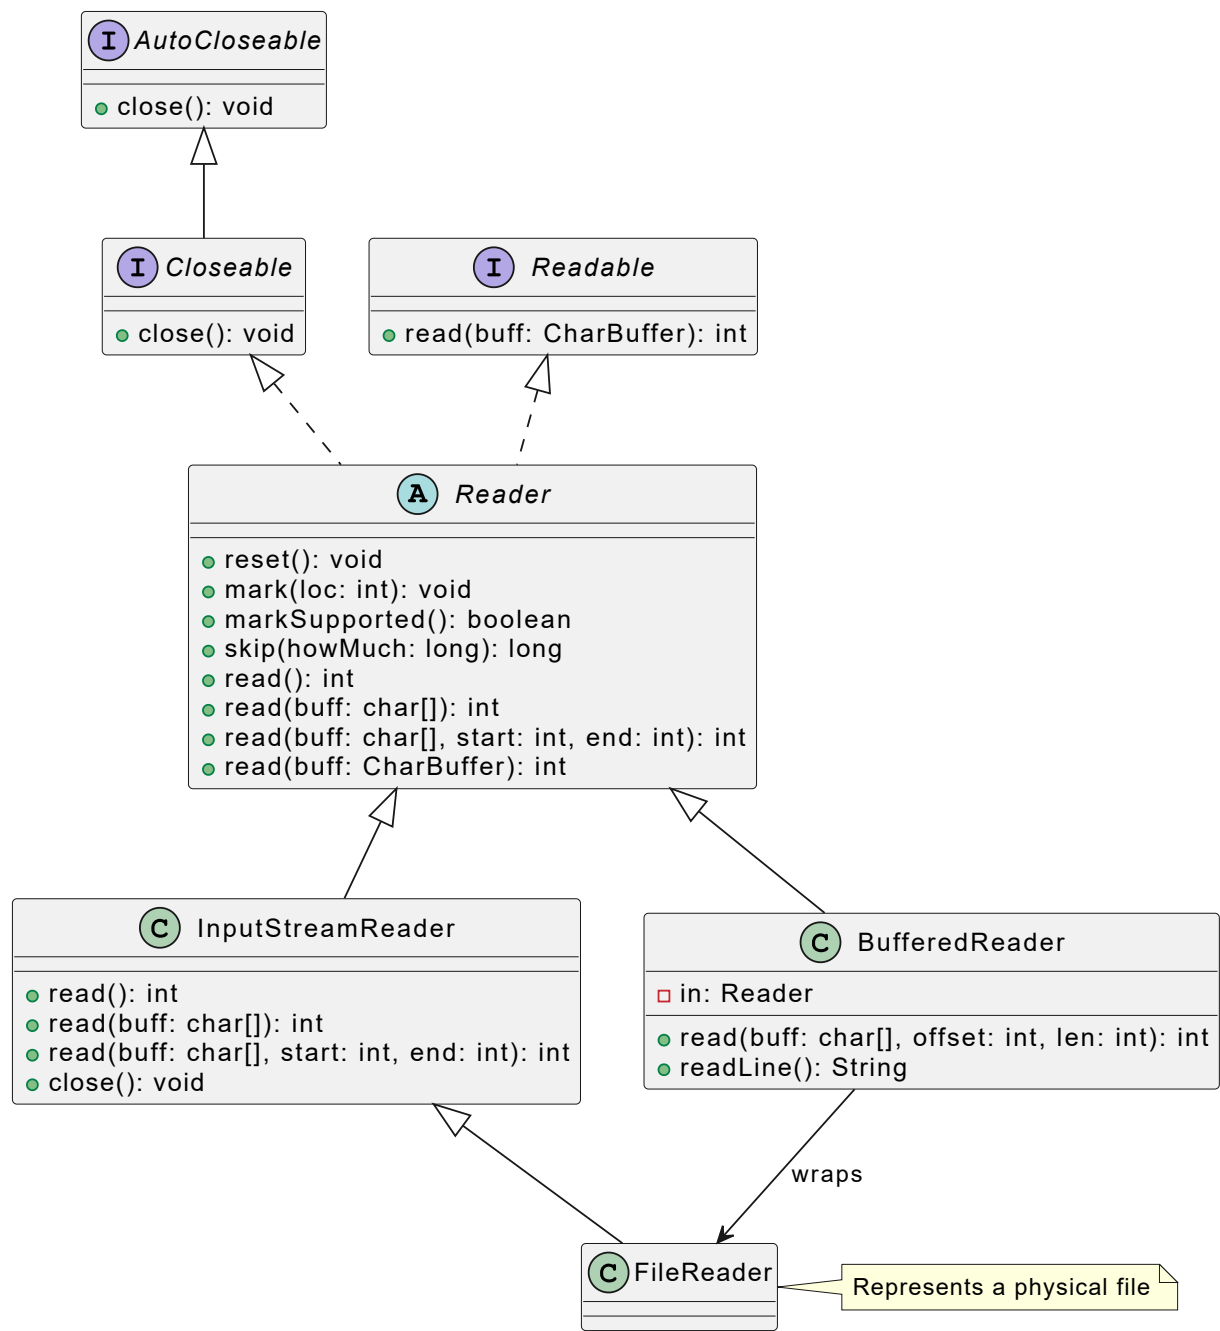 I AutoCloseable
close(): void
I Closeable
close(): void
I Readable
read(buff: CharBuffer): int
A Reader
reset(): void
mark(loc: int): void
markSupported(): boolean
skip(howMuch: long): long
read(): int
read(buff: char[]): int
read(buff: char[], start: int, end: int): int
read(buff: CharBuffer): int
C InputStreamReader
read(): int
read(buff: char[]): int
read(buff: char[], start: int, end: int): int
close(): void
C BufferedReader
in: Reader
read(buff: char[], offset: int, len: int): int
readLine(): String
wraps
C FileReader
Represents a physical file